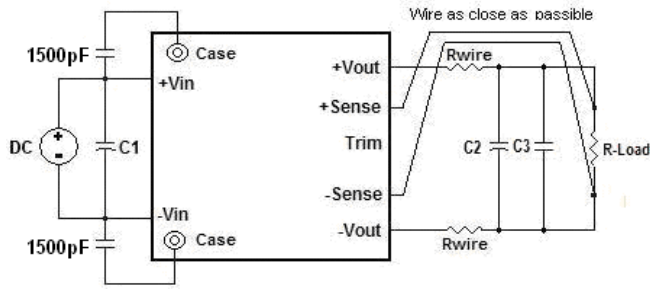 Wire as close as passible
1500pF
Case
+Vin
+Vout
Rwire
+Sense
DC
+
-
C1
Trim
C2
C3
R-Load
-Sense
-Vin
-Vout
Rwire
Case
1500pF